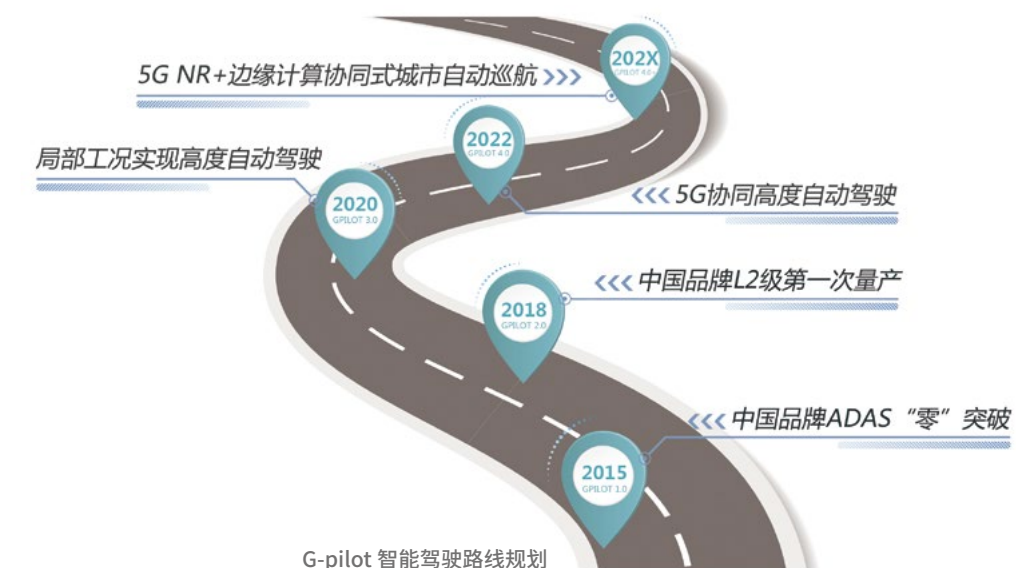 202X
GPILOT 4.0+
5G NR+边缘计算协同式城市自动巡航
2022
GPILOT 4.0
局部工况实现高度自动驾驶
5G协同高度自动驾驶
2020
GPILOT 3.0
中国品牌L2级第一次量产
2018
GPILOT 2.0
中国品牌ADAS“零”突破
2015
GPILOT 1.0
G-pilot 智能驾驶路线规划